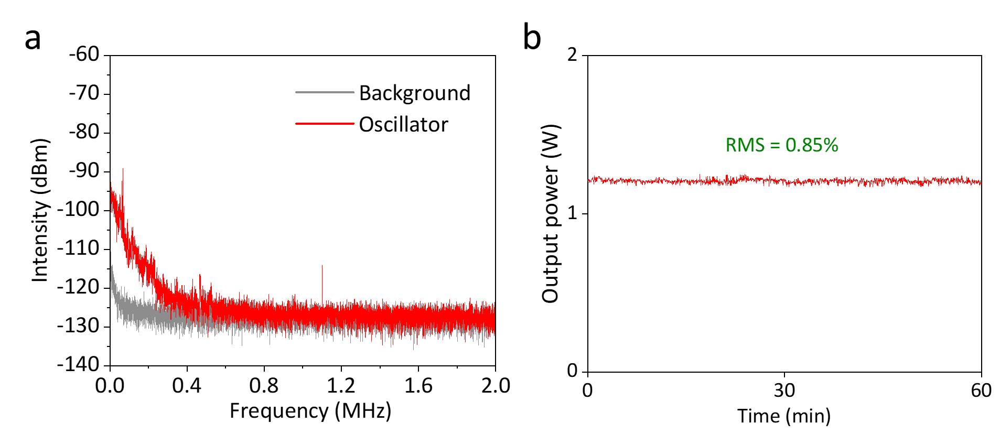 a
-60
-70
-80
-90
-100
-110
-120
-130
-140
Intensity (dBm)
Background
Oscillator
0.0 0.4 0.8 1.2 1.6 2.0
Frequency (MHz)
b
2
1
0
Output power (W)
RMS = 0.85%
0 30 60
Time (min)